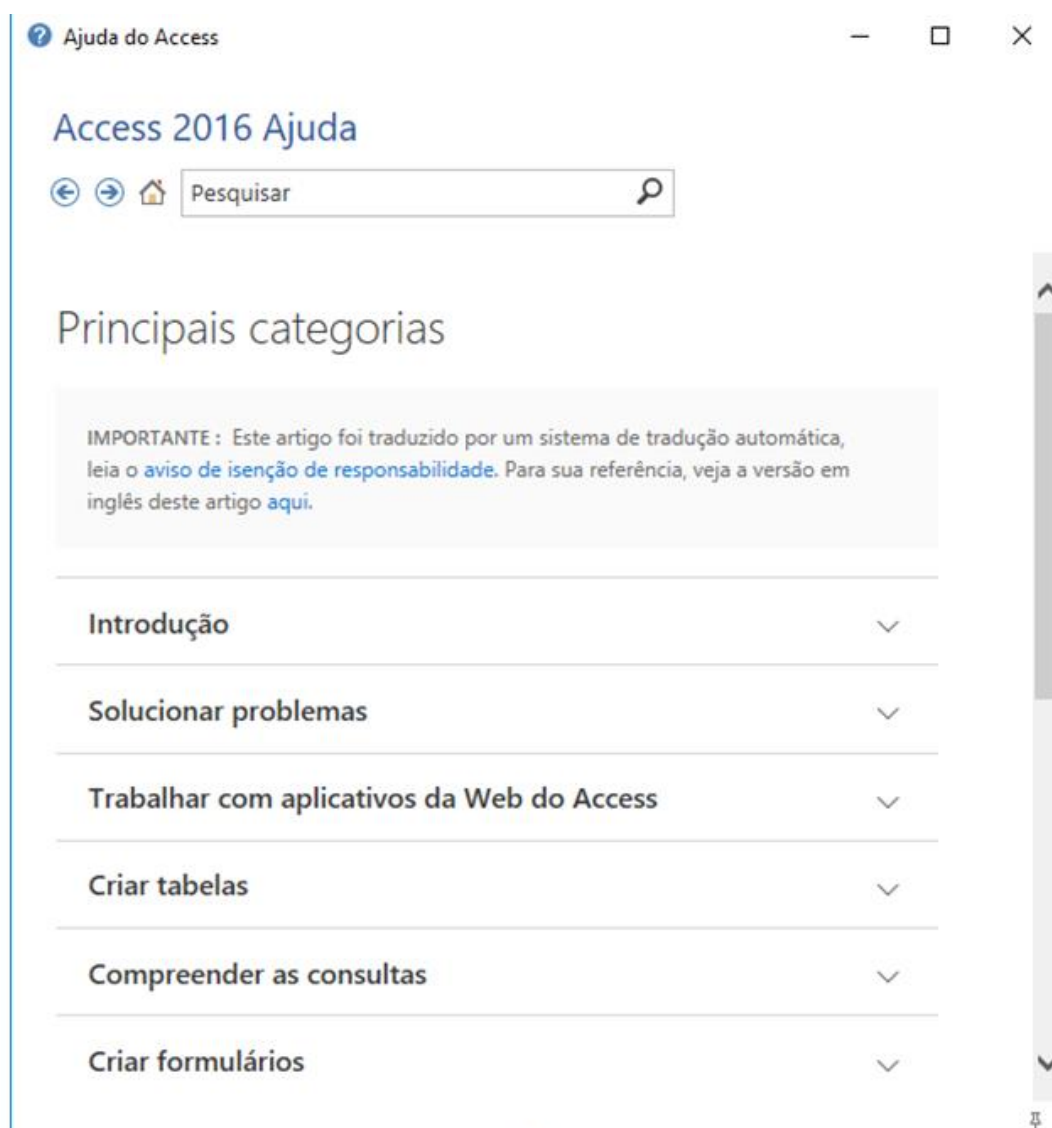 Ajuda do Access
Access 2016 Ajuda
Pesquisar
Principais categorias
IMPORTANTE : Este artigo foi traduzido por um sistema de tradução automática,
leia o aviso de isenção de responsabilidade. Para sua referência, veja a versão em
inglês deste artigo aqui.
Introdução
Solucionar problemas
Trabalhar com aplicativos da Web do Access
Criar tabelas
Compreender as consultas
Criar formulários